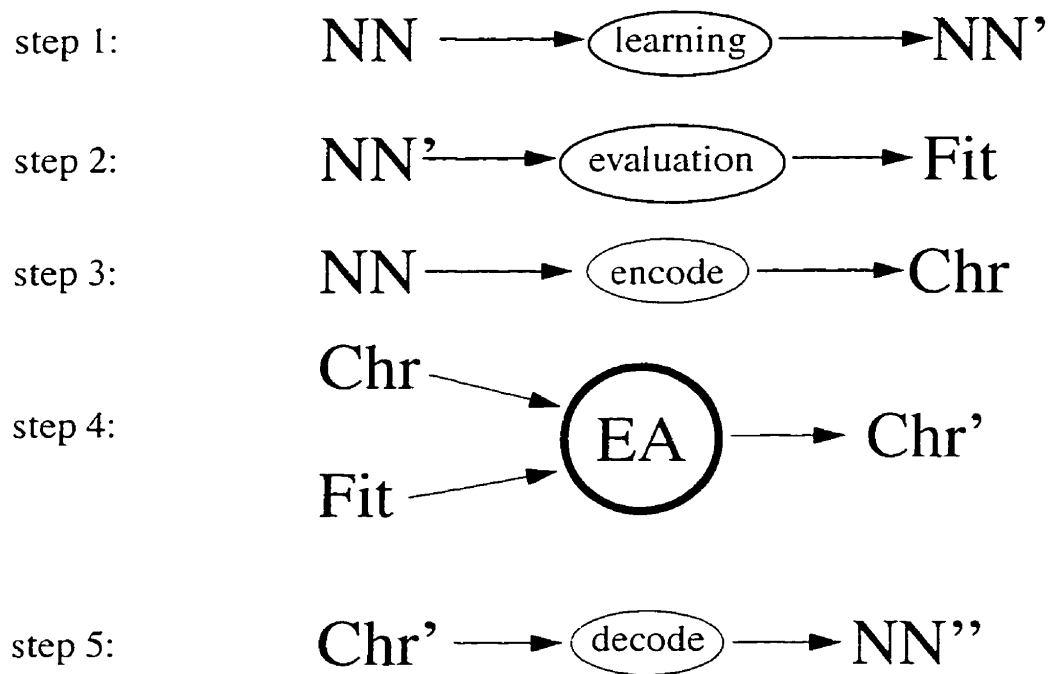 step 1: NN learning NN’
step 2: NN’ evaluation Fit
step 3: NN encode Chr
Chr
step 4: EA Chr’
Fit
step 5: Chr’ decode NN’’